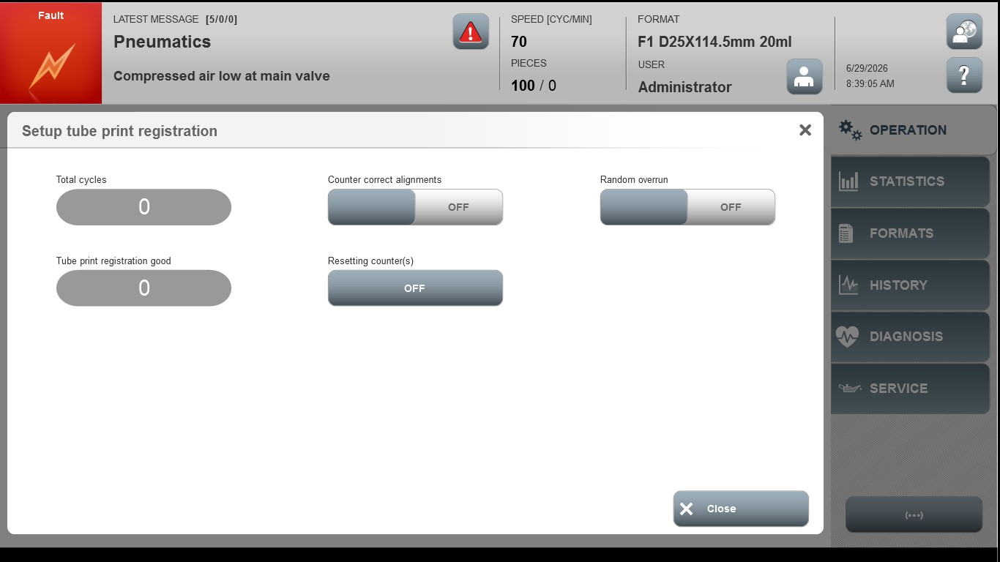 Fault
LATEST MESSAGE [5/0/0]
Pneumatics
Compressed air low at main valve
SPEED [CYC/MIN]
70
PIECES
100 / 0
FORMAT
F1 D25X114.5mm 20ml
USER
Administrator
6/29/2026
8:39:05 AM
?
Setup tube print registration
Total cycles
0
Counter correct alignments
OFF
Random overrun
OFF
Tube print registration good
0
Resetting counter(s)
OFF
Close
OPERATION
STATISTICS
FORMATS
HISTORY
DIAGNOSIS
SERVICE
(•••)